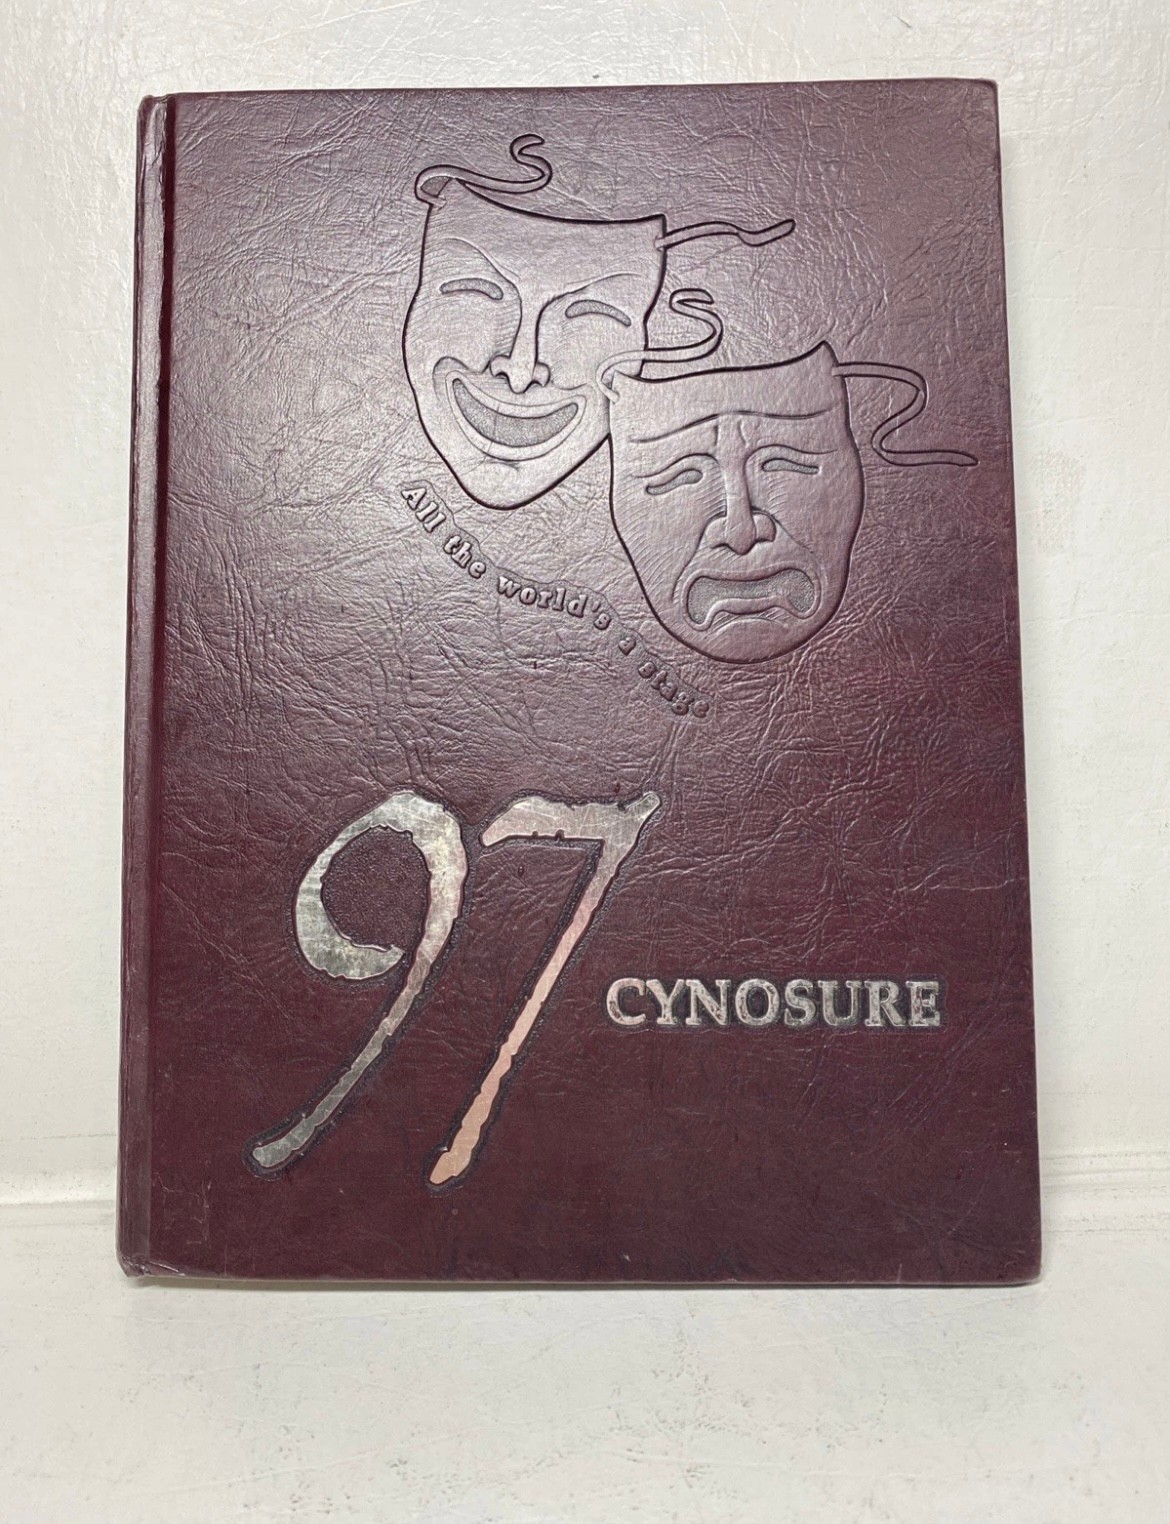 All the world's a stage
97
CYNOSURE